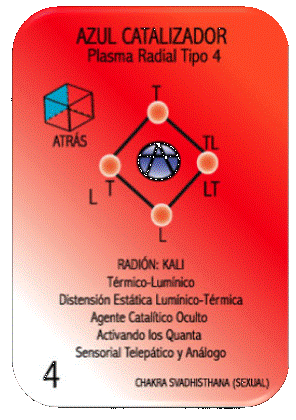 AZUL CATALIZADOR
Plasma Radial Tipo 4
T
ATRÁS
TL
L T
LT
L
RADIÓN: KALI
Térmico-Lumínico
Distensión Estática Lumínico-Térmica
Agente Catalítico Oculto
Activando los Quanta
Sensorial Telepático y Análogo
4
CHAKRA SVADHISTHANA (SEXUAL)